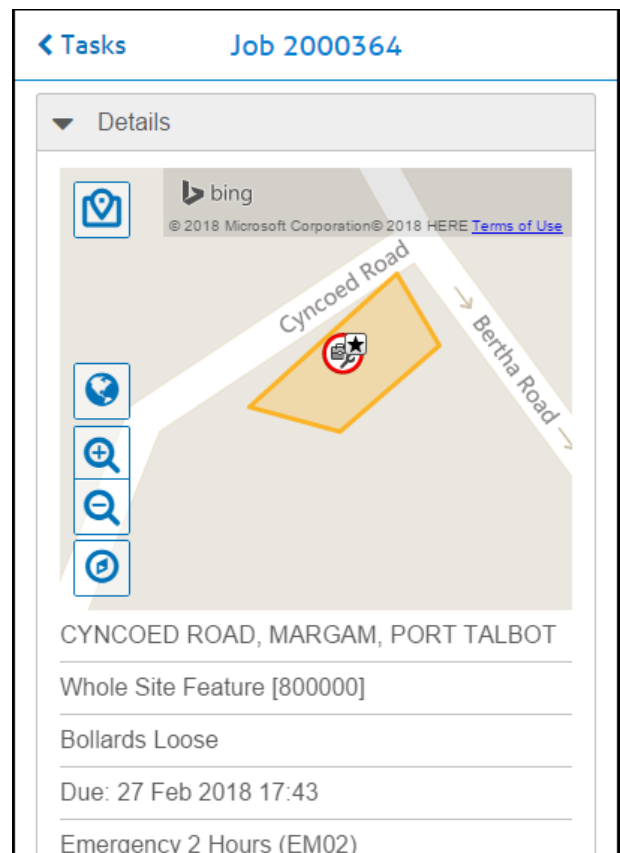 Tasks
Job 2000364
Details
bing
© 2018 Microsoft Corporation© 2018 HERE Terms of Use
Cyncoed Road
Bertha Road
CYNCOED ROAD, MARGAM, PORT TALBOT
Whole Site Feature [800000]
Bollards Loose
Due: 27 Feb 2018 17:43
Emergency 2 Hours (EM02)